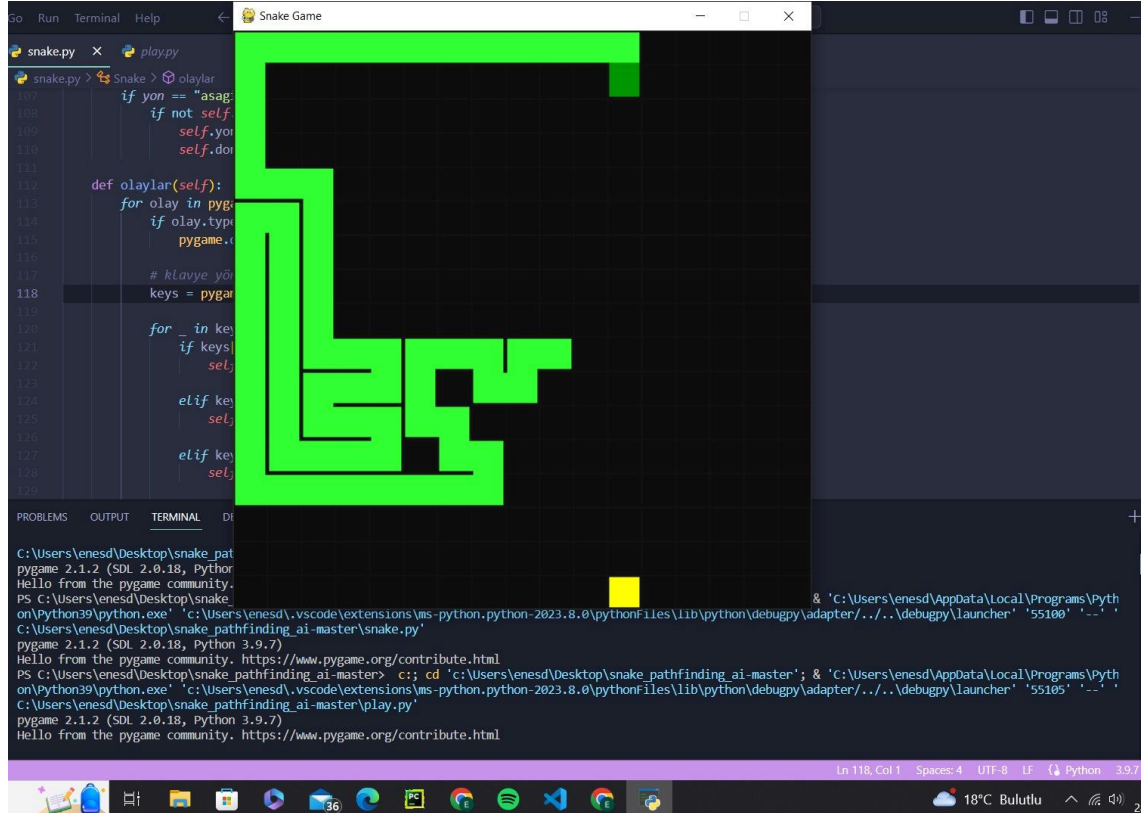 Go Run Terminal Help
Snake Game
snake.py play.py
snake.py > Snake > olaylar
107 if yon == "asag
108 if not self.
109 self.yor
110 self.dor
111
112 def olaylar(self):
113 for olay in pyga
114 if olay.type
115 pygame.
116
117 # klavye yön
118 keys = pygam
119
120 for _ in key
121 if keys
122 sel
123
124 elif key
125 sel
126
127 elif key
128 sel
129
PROBLEMS OUTPUT TERMINAL DE
C:\Users\enesd\Desktop\snake_pat
pygame 2.1.2 (SDL 2.0.18, Python
Hello from the pygame community.
PS C:\Users\enesd\Desktop\snake_ & 'C:\Users\enesd\AppData\Local\Programs\Pyth
on\Python39\python.exe' 'c:\Users\enesd\.vscode\extensions\ms-python.python-2023.8.0\pythonFiles\lib\python\debugpy\adapter/../..\debugpy\launcher' '55100' '--' '
C:\Users\enesd\Desktop\snake_pathfinding_ai-master\snake.py'
pygame 2.1.2 (SDL 2.0.18, Python 3.9.7)
Hello from the pygame community. https://www.pygame.org/contribute.html
PS C:\Users\enesd\Desktop\snake_pathfinding_ai-master> c:; cd 'c:\Users\enesd\Desktop\snake_pathfinding_ai-master'; & 'C:\Users\enesd\AppData\Local\Programs\Pyth
on\Python39\python.exe' 'c:\Users\enesd\.vscode\extensions\ms-python.python-2023.8.0\pythonFiles\lib\python\debugpy\adapter/../..\debugpy\launcher' '55105' '--' '
C:\Users\enesd\Desktop\snake_pathfinding_ai-master\play.py'
pygame 2.1.2 (SDL 2.0.18, Python 3.9.7)
Hello from the pygame community. https://www.pygame.org/contribute.html
Ln 118, Col 1 Spaces: 4 UTF-8 LF Python 3.9.7
36 PC E E 18°C Bulutlu 2